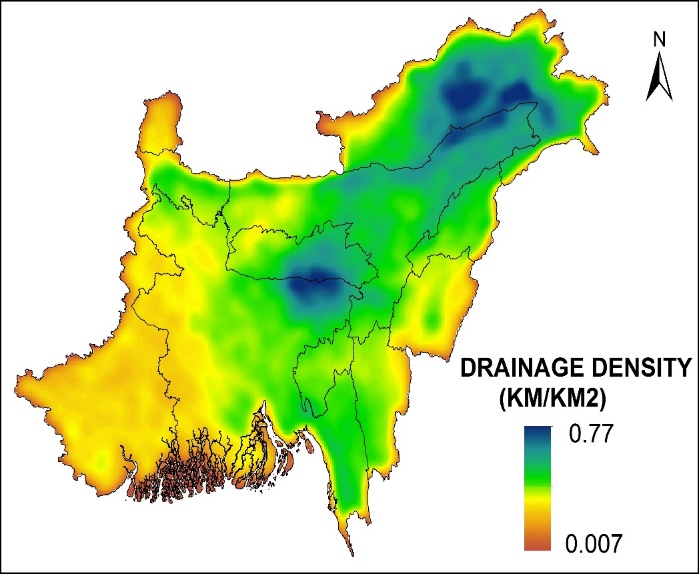 N
DRAINAGE DENSITY
(KM/KM2)
0.77
0.007